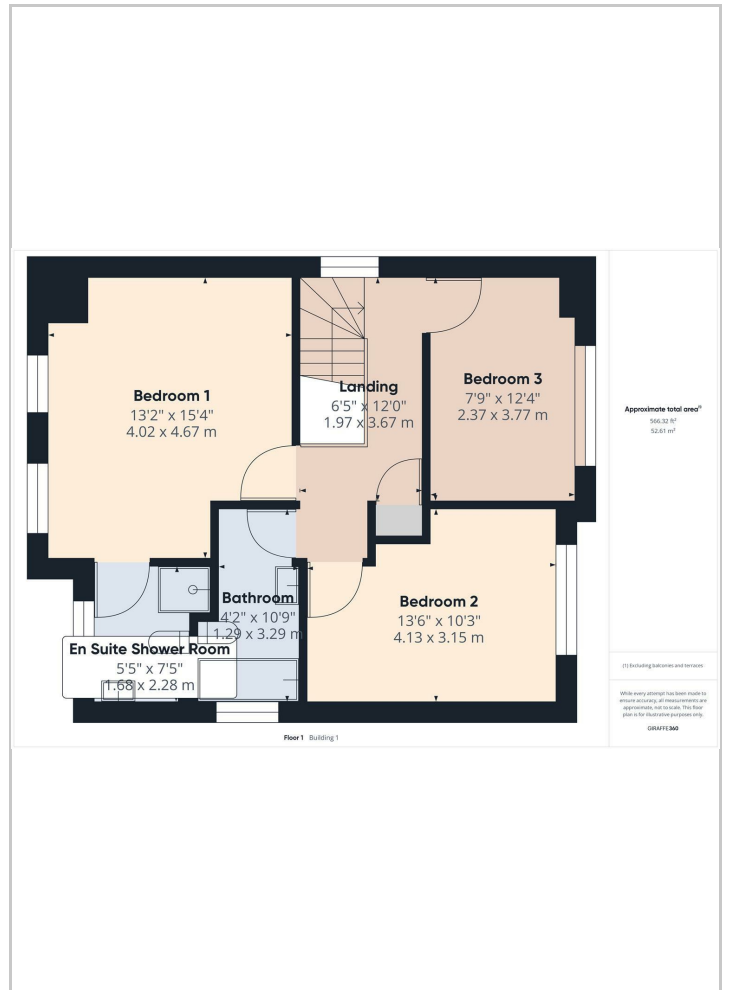 Bedroom 1
13'2" x 15'4"
4.02 x 4.67 m
Landing
6'5" x 12'0"
1.97 x 3.67 m
Bedroom 3
7'9" x 12'4"
2.37 x 3.77 m
Approximate total area⁽¹⁾
566.32 ft²
52.61 m²
Bathroom
4'2" x 10'9"
1.29 x 3.29 m
Bedroom 2
13'6" x 10'3"
4.13 x 3.15 m
En Suite Shower Room
5'5" x 7'5"
1.68 x 2.28 m
(1) Excluding balconies and terraces
While every attempt has been made to
ensure accuracy, all measurements are
approximate, not to scale. This floor
plan is for illustrative purposes only.
GIRAFFE360
Floor 1 Building 1